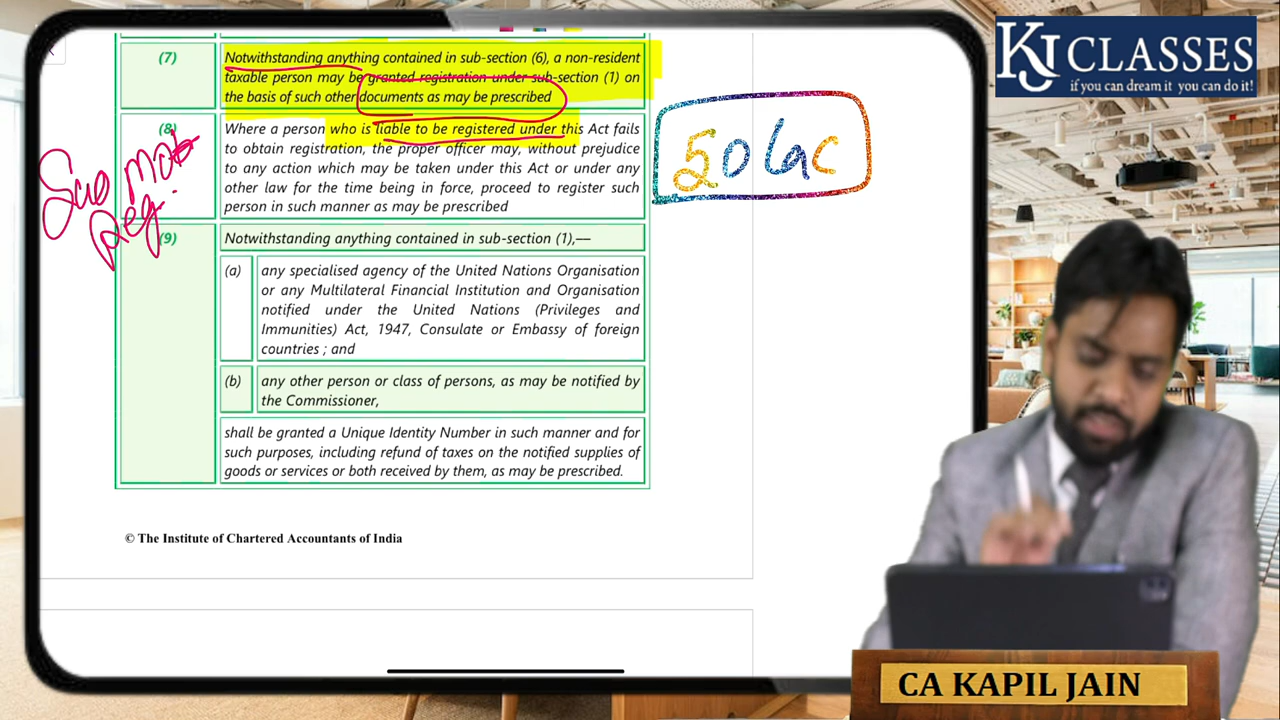 KJ CLASSES
if you can dream it you can do it!
(7)
Notwithstanding anything contained in sub-section (6), a non-resident
taxable person may be granted registration under sub-section (1) on
the basis of such other documents as may be prescribed
50 lac
(8)
Where a person who is liable to be registered under this Act fails
to obtain registration, the proper officer may, without prejudice
to any action which may be taken under this Act or under any
other law for the time being in force, proceed to register such
person in such manner as may be prescribed
Suo Mot
Reg.
(9)
Notwithstanding anything contained in sub-section (1),—
(a)
any specialised agency of the United Nations Organisation
or any Multilateral Financial Institution and Organisation
notified under the United Nations (Privileges and
Immunities) Act, 1947, Consulate or Embassy of foreign
countries ; and
(b)
any other person or class of persons, as may be notified by
the Commissioner,
shall be granted a Unique Identity Number in such manner and for
such purposes, including refund of taxes on the notified supplies of
goods or services or both received by them, as may be prescribed.
© The Institute of Chartered Accountants of India
CA KAPIL JAIN